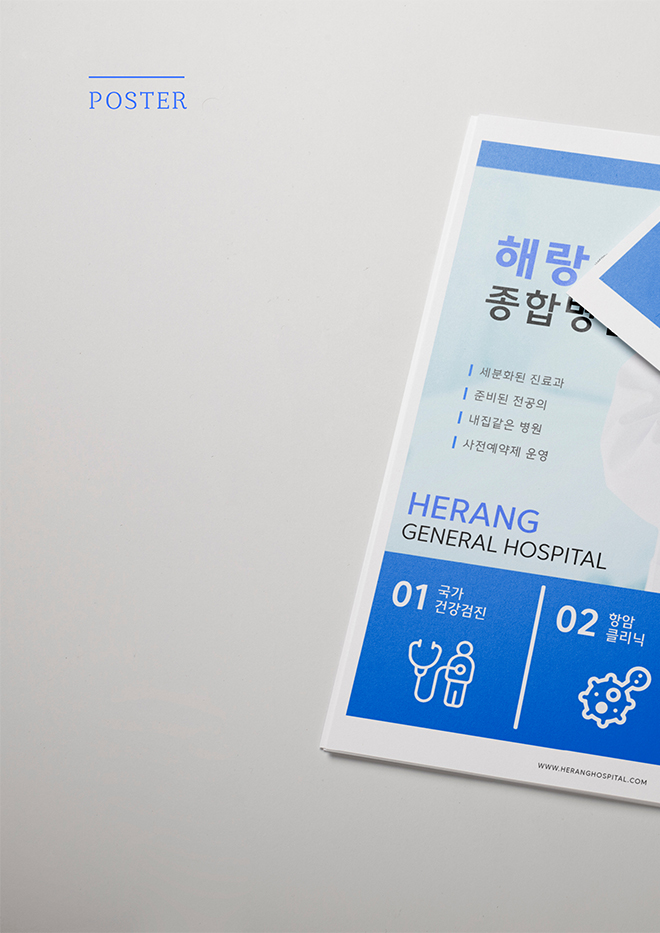 POSTER
해랑
종합병
세분화된 진료과
준비된 전공의
내집같은 병원
사전예약제 운영
HERANG
GENERAL HOSPITAL
01 국가
건강검진
02 항암
클리닉
WWW.HERANGHOSPITAL.COM